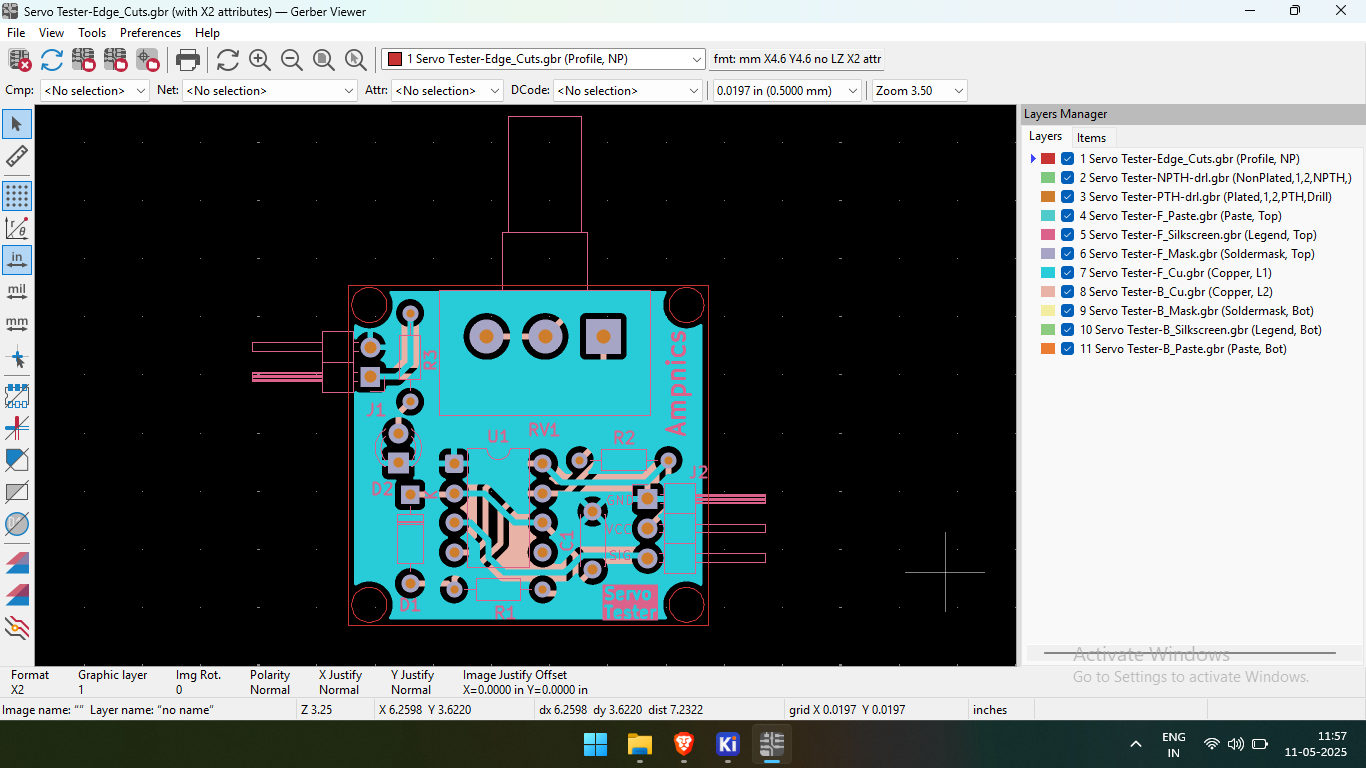 Servo Tester-Edge_Cuts.gbr (with X2 attributes) — Gerber Viewer
File View Tools Preferences Help
1 Servo Tester-Edge_Cuts.gbr (Profile, NP)
fmt: mm X4.6 Y4.6 no LZ X2 attr
Cmp: <No selection> Net: <No selection> Attr: <No selection> DCode: <No selection> 0.0197 in (0.5000 mm) Zoom 3.50
in
mil
mm
Layers Manager
Layers Items
1 Servo Tester-Edge_Cuts.gbr (Profile, NP)
2 Servo Tester-NPTH-drl.gbr (NonPlated,1,2,NPTH,)
3 Servo Tester-PTH-drl.gbr (Plated,1,2,PTH,Drill)
4 Servo Tester-F_Paste.gbr (Paste, Top)
5 Servo Tester-F_Silkscreen.gbr (Legend, Top)
6 Servo Tester-F_Mask.gbr (Soldermask, Top)
7 Servo Tester-F_Cu.gbr (Copper, L1)
8 Servo Tester-B_Cu.gbr (Copper, L2)
9 Servo Tester-B_Mask.gbr (Soldermask, Bot)
10 Servo Tester-B_Silkscreen.gbr (Legend, Bot)
11 Servo Tester-B_Paste.gbr (Paste, Bot)
R3
Ampnics
J1
U1
RV1
R2
J2
D2
K
GND
VCC
SIG
C1
D1
R1
Servo
Tester
Activate Windows
Go to Settings to activate Windows.
Format Graphic layer Img Rot. Polarity X Justify Y Justify Image Justify Offset
X2 1 0 Normal Normal Normal X=0.0000 in Y=0.0000 in
Image name: "" Layer name: "no name" Z 3.25 X 6.2598 Y 3.6220 dx 6.2598 dy 3.6220 dist 7.2322 grid X 0.0197 Y 0.0197 inches
Ki
ENG
IN
11:57
11-05-2025